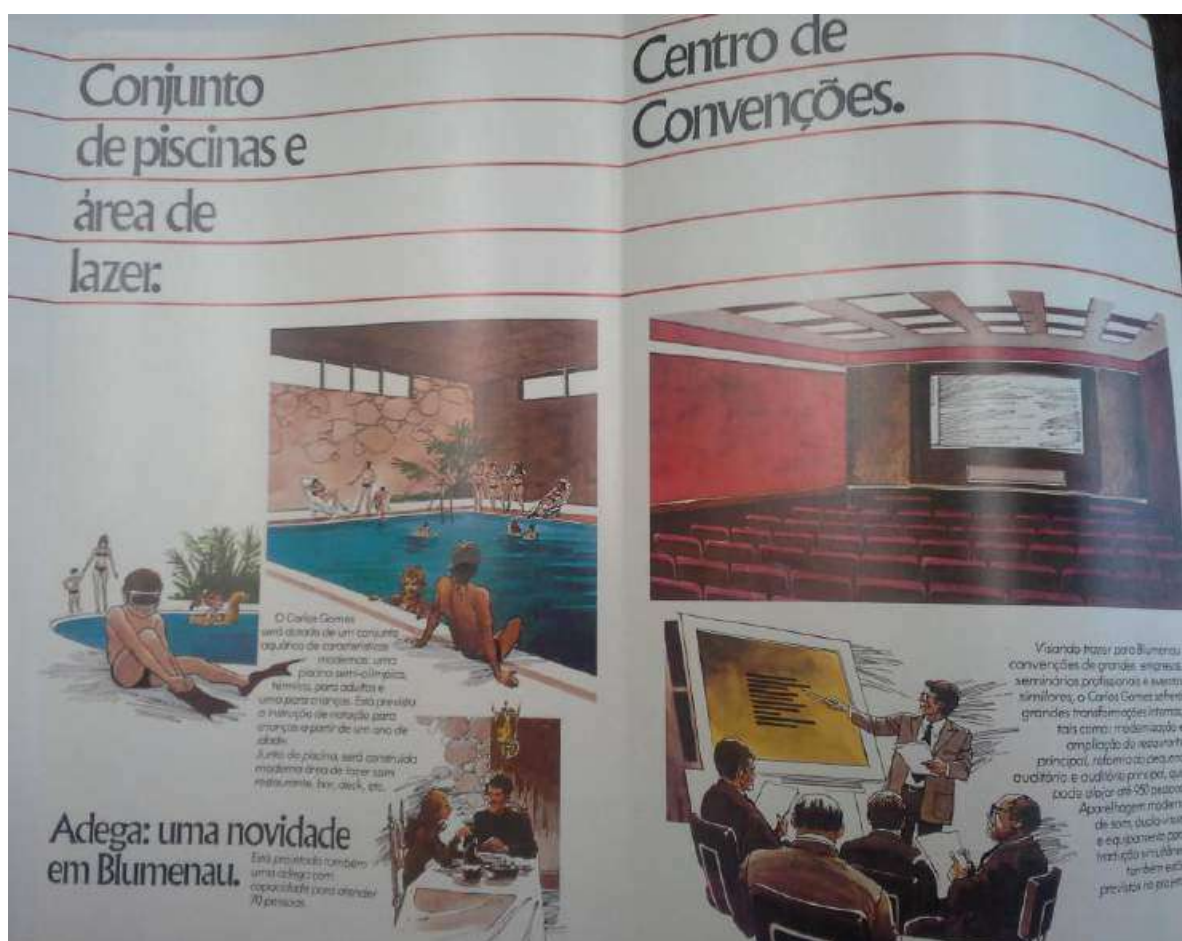 Conjunto
de piscinas e
área de
lazer.
O Carlos Gomes
será dotado de um conjunto
aquático de características
modernas: uma
piscina semi-olímpica,
térmica, para adultos e
uma para crianças. Está prevista
a instrução de natação para
crianças a partir de um ano de
idade.
Junto da piscina, será construída
moderna área de lazer com
restaurante, bar, deck, etc.
Adega: uma novidade
em Blumenau.
Está projetada também
uma adega com
capacidade para atender
70 pessoas.
Centro de
Convenções.
Visando trazer para Blumenau
convenções de grandes empresas,
seminários profissionais e eventos
similares, o Carlos Gomes sofrerá
grandes transformações internas,
tais como: modernização e
ampliação do restaurante
principal, reforma do pequeno
auditório e auditório principal, que
pode alojar até 950 pessoas.
Aparelhagem moderna
de som, áudio-visual
e equipamento para
tradução simultânea
também estão
previstos no projeto.